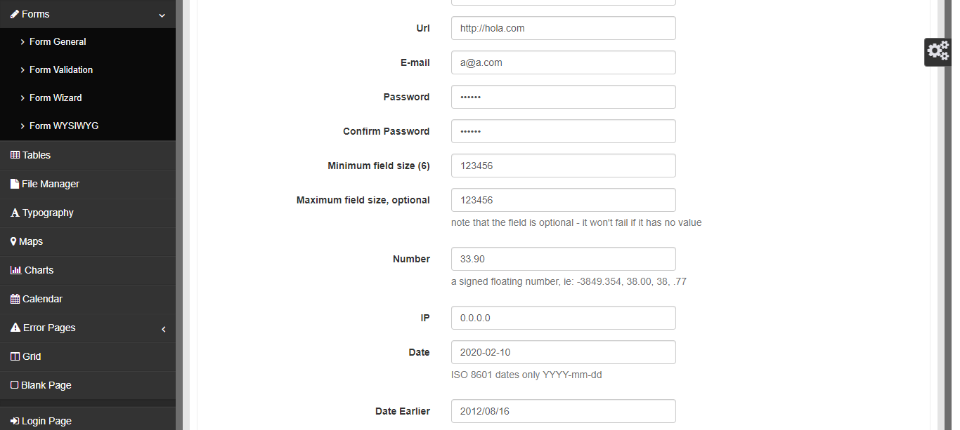 Forms
Form General
Form Validation
Form Wizard
Form WYSIWYG
Tables
File Manager
Typography
Maps
Charts
Calendar
Error Pages
Grid
Blank Page
Login Page
Url http://hola.com
E-mail a@a.com
Password ••••••
Confirm Password ••••••
Minimum field size (6) 123456
Maximum field size, optional 123456
note that the field is optional - it won't fail if it has no value
Number 33.90
a signed floating number, ie: -3849.354, 38.00, 38, .77
IP 0.0.0.0
Date 2020-02-10
ISO 8601 dates only YYYY-mm-dd
Date Earlier 2012/08/16